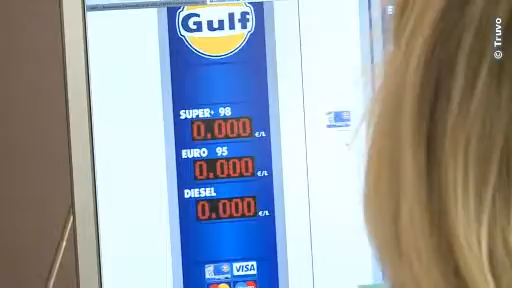 Gulf
SUPER+ 98
0.000 €/L
EURO 95
0.000 €/L
DIESEL
0.000 €/L
VISA
© Truvo